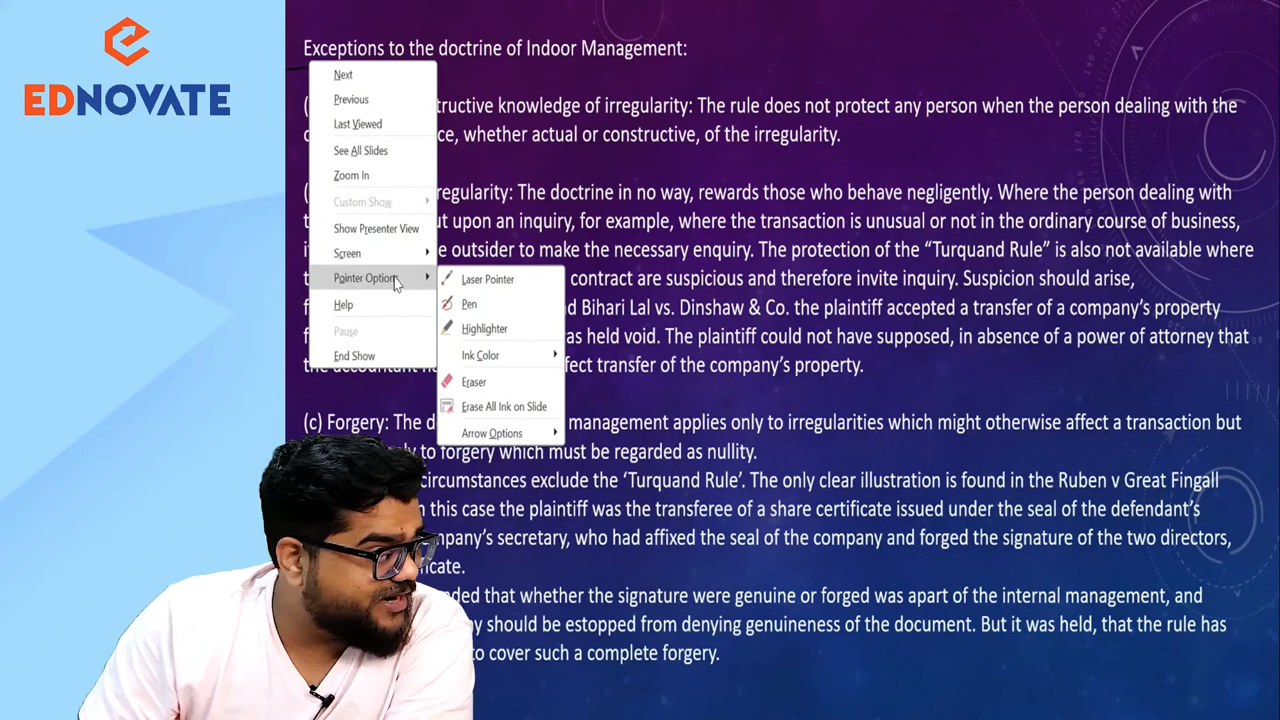 EDNOVATE
Exceptions to the doctrine of Indoor Management:
Next
Previous
Last Viewed
See All Slides
Zoom In
Custom Show
Show Presenter View
Screen
Pointer Options
Help
Pause
End Show
Laser Pointer
Pen
Highlighter
Ink Color
Eraser
Erase All Ink on Slide
Arrow Options
knowledge of irregularity: The rule does not protect any person when the person dealing with the
whether actual or constructive, of the irregularity.
The doctrine in no way, rewards those who behave negligently. Where the person dealing with
upon an inquiry, for example, where the transaction is unusual or not in the ordinary course of business,
outsider to make the necessary enquiry. The protection of the “Turquand Rule” is also not available where
contract are suspicious and therefore invite inquiry. Suspicion should arise,
Bihari Lal vs. Dinshaw & Co. the plaintiff accepted a transfer of a company’s property
was held void. The plaintiff could not have supposed, in absence of a power of attorney that
transfer of the company’s property.
(c) Forgery: The management applies only to irregularities which might otherwise affect a transaction but
to forgery which must be regarded as nullity.
circumstances exclude the ‘Turquand Rule’. The only clear illustration is found in the Ruben v Great Fingall
this case the plaintiff was the transferee of a share certificate issued under the seal of the defendant’s
secretary, who had affixed the seal of the company and forged the signature of the two directors,
that whether the signature were genuine or forged was apart of the internal management, and
should be estopped from denying genuineness of the document. But it was held, that the rule has
to cover such a complete forgery.